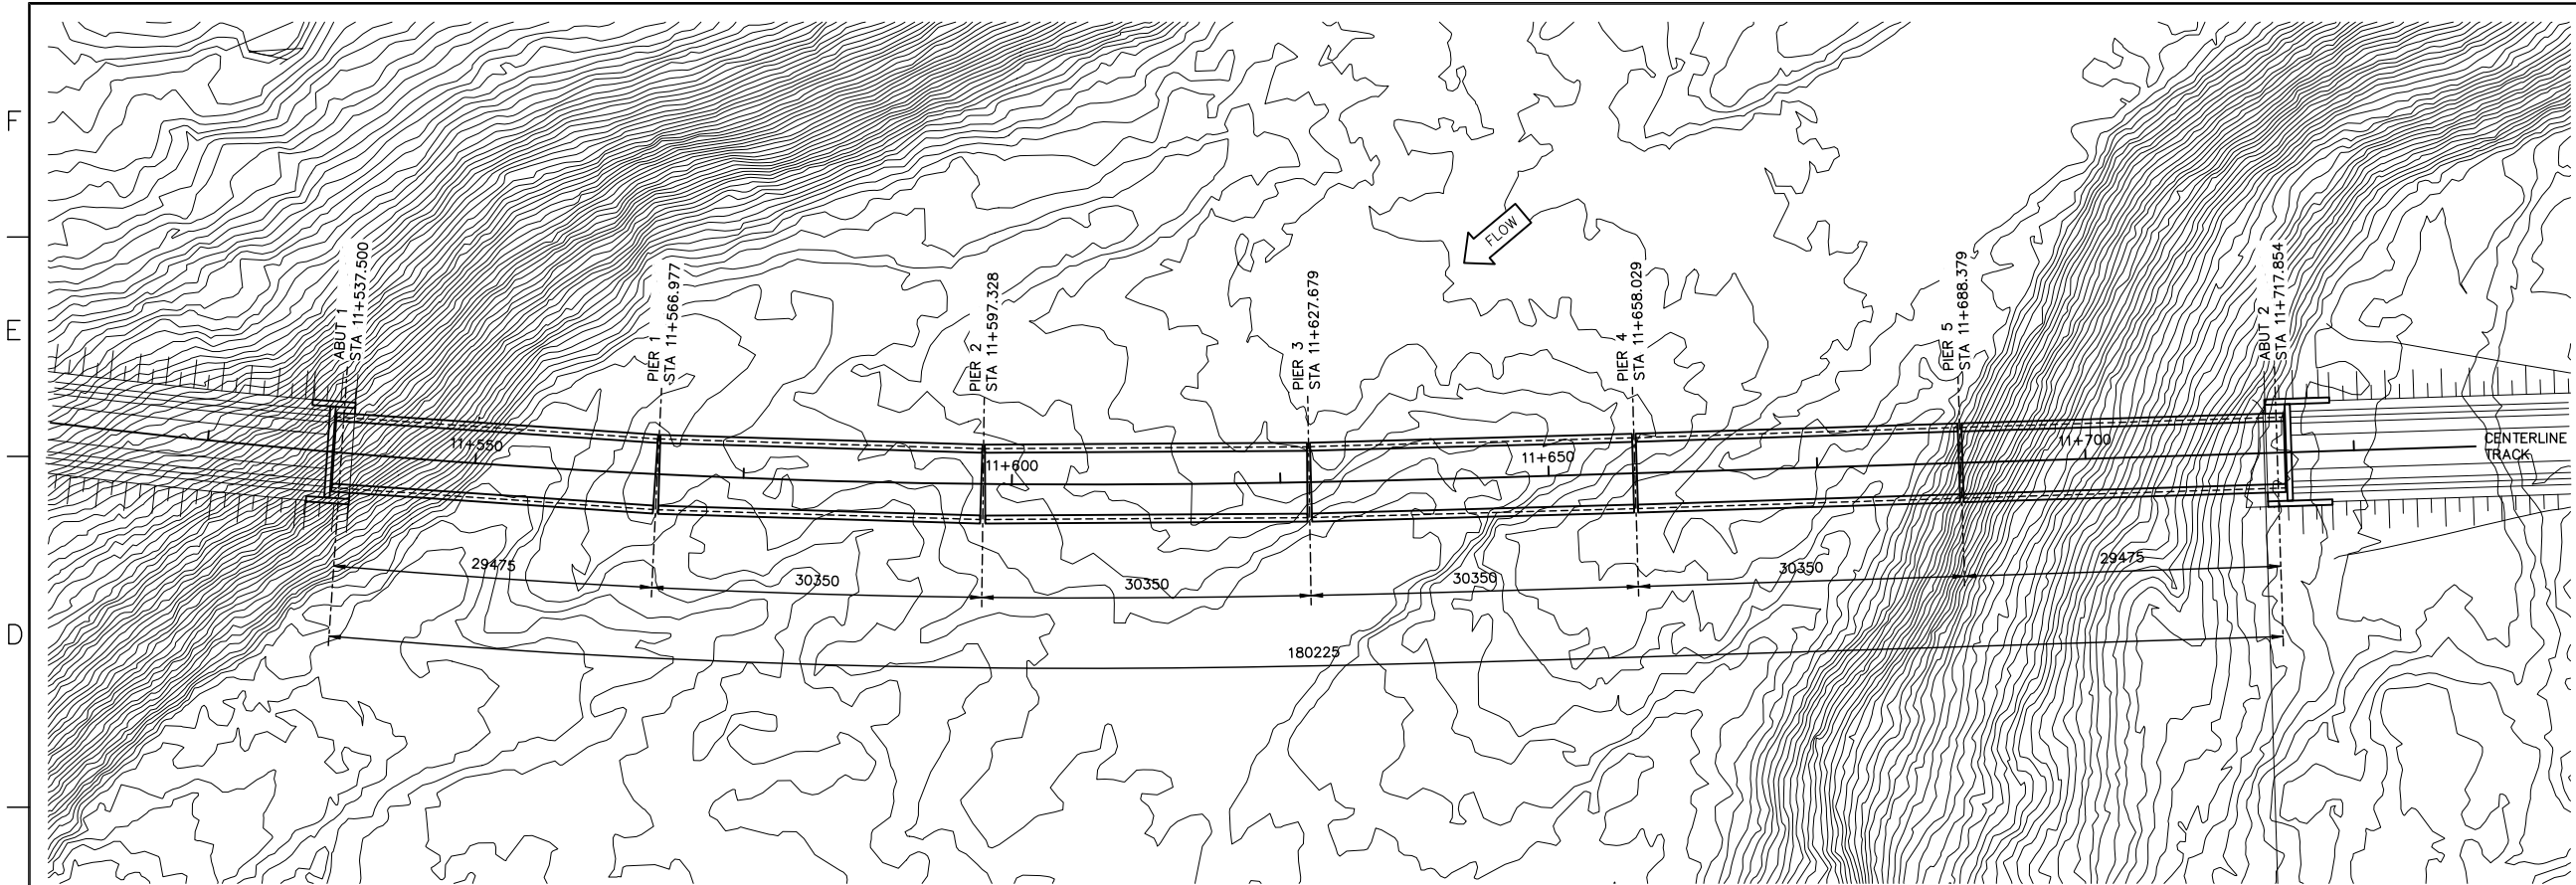 F
E
D
FLOW
ABUT 1
STA 11+537.500
PIER 1
STA 11+566.977
PIER 2
STA 11+597.328
PIER 3
STA 11+627.679
PIER 4
STA 11+658.029
PIER 5
STA 11+688.379
ABUT 2
STA 11+717.854
11+550
11+600
11+650
11+700
CENTERLINE
TRACK
29475
30350
30350
30350
30350
29475
180225